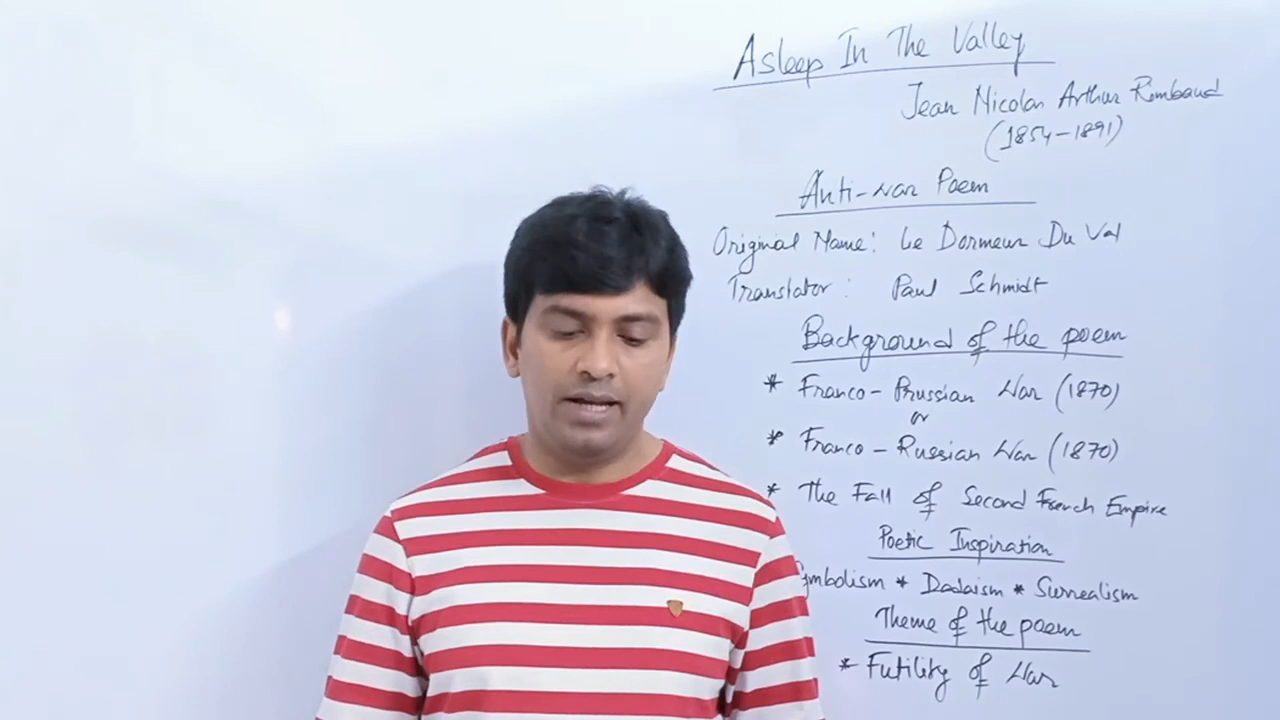 Asleep In The Valley
Jean Nicolas Arthur Rimbaud
(1854-1891)
Anti-war Poem
Original Name: Le Dormeur Du Val
Translator: Paul Schmidt
Background of the poem
* Franco-Prussian War (1870)
or
* Franco-Russian War (1870)
* The Fall of Second French Empire
Poetic Inspiration
mbolism * Dadaism * Surrealism
Theme of the poem
* Futility of War